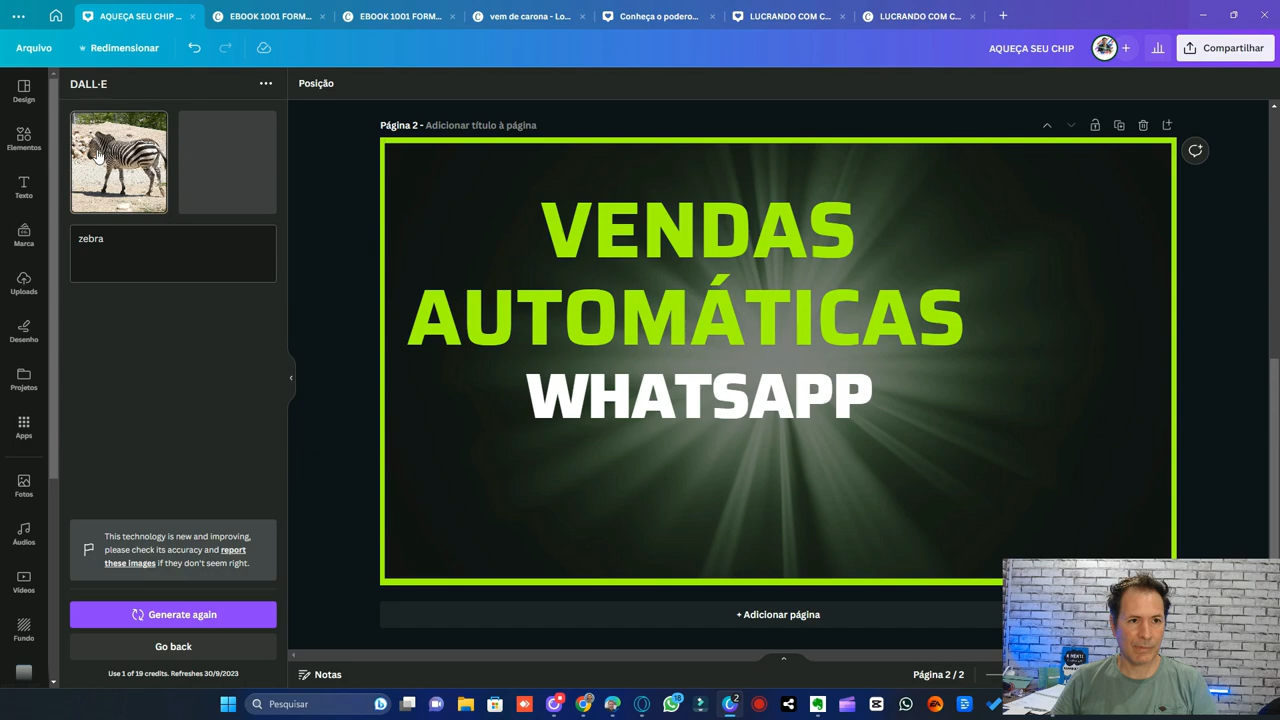 AQUEÇA SEU CHIP ...
EBOOK 1001 FORM...
EBOOK 1001 FORM...
vem de carona - Lo...
Conheça o podero...
LUCRANDO COM C...
LUCRANDO COM C...
Arquivo
Redimensionar
AQUEÇA SEU CHIP
Compartilhar
Design
Elementos
Texto
Marca
Uploads
Desenho
Projetos
Apps
Fotos
Áudios
Vídeos
Fundo
DALL·E
zebra
This technology is new and improving,
please check its accuracy and report
these images if they don't seem right.
Generate again
Go back
Use 1 of 19 credits. Refreshes 30/9/2023
Posição
Página 2 - Adicionar título à página
VENDAS
AUTOMÁTICAS
WHATSAPP
+ Adicionar página
Notas
Página 2 / 2
Pesquisar
18
2